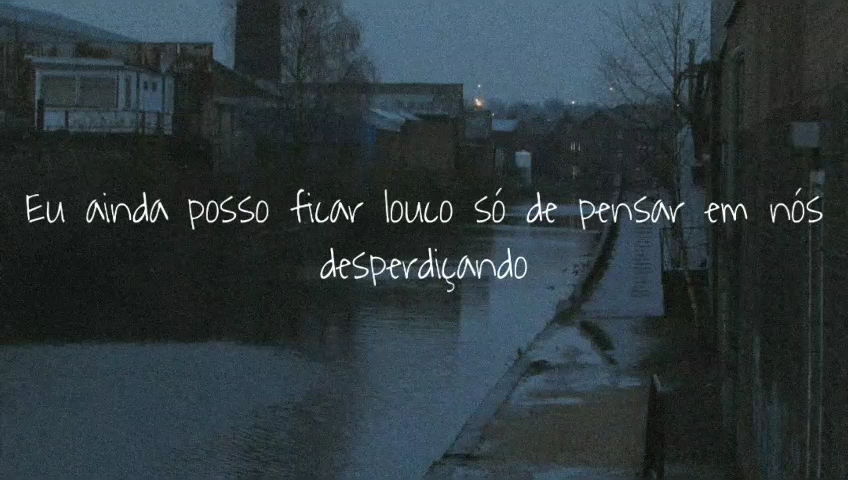 Eu ainda posso ficar louco só de pensar em nós
desperdiçando